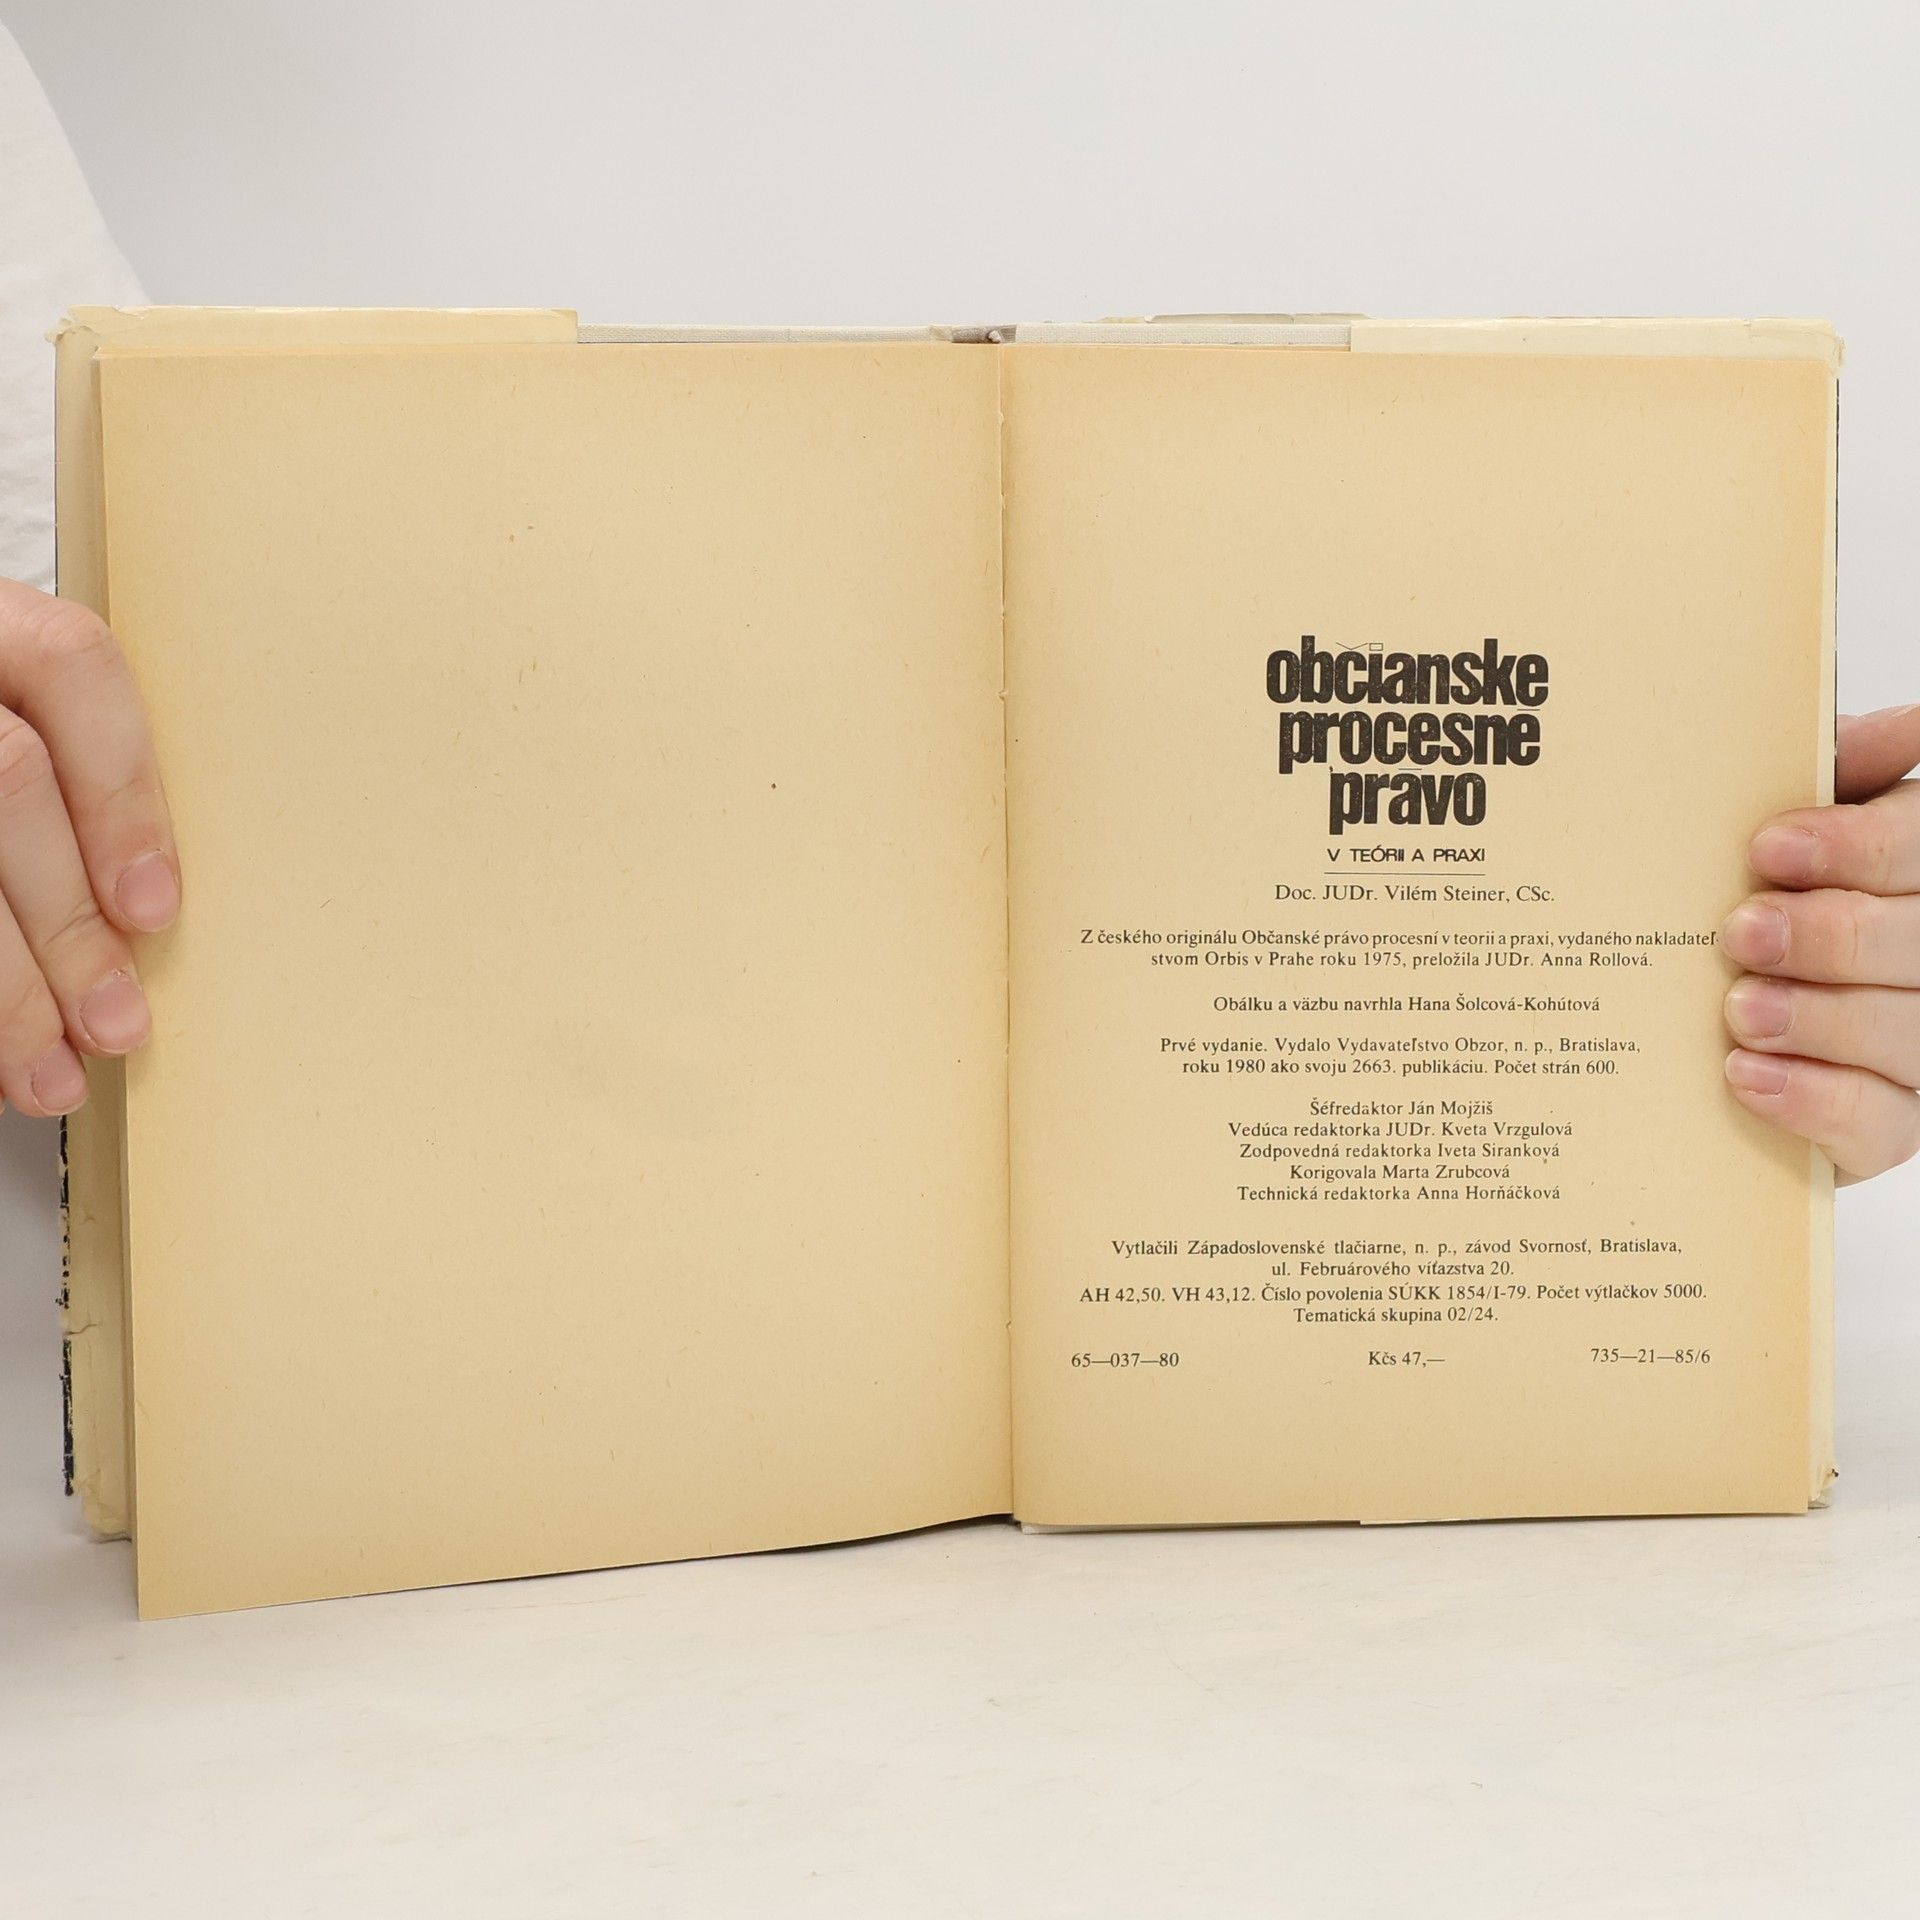 občianske
procesné
právo
V TEÓRII A PRAXI
Doc. JUDr. Vilém Steiner, CSc.
Z českého originálu Občanské právo procesní v teorii a praxi, vydaného nakladateľ-
stvom Orbis v Prahe roku 1975, preložila JUDr. Anna Rollová.
Obálku a väzbu navrhla Hana Šolcová-Kohútová
Prvé vydanie. Vydalo Vydavateľstvo Obzor, n. p., Bratislava,
roku 1980 ako svoju 2663. publikáciu. Počet strán 600.
Šéfredaktor Ján Mojžiš
Vedúca redaktorka JUDr. Kveta Vrzgulová
Zodpovedná redaktorka Iveta Siranková
Korigovala Marta Zrubcová
Technická redaktorka Anna Horňáčková
Vytlačili Západoslovenské tlačiarne, n. p., závod Svornosť, Bratislava,
ul. Februárového víťazstva 20.
AH 42,50. VH 43,12. Číslo povolenia SÚKK 1854/I-79. Počet výtlačkov 5000.
Tematická skupina 02/24.
65—037—80 Kčs 47,— 735—21—85/6